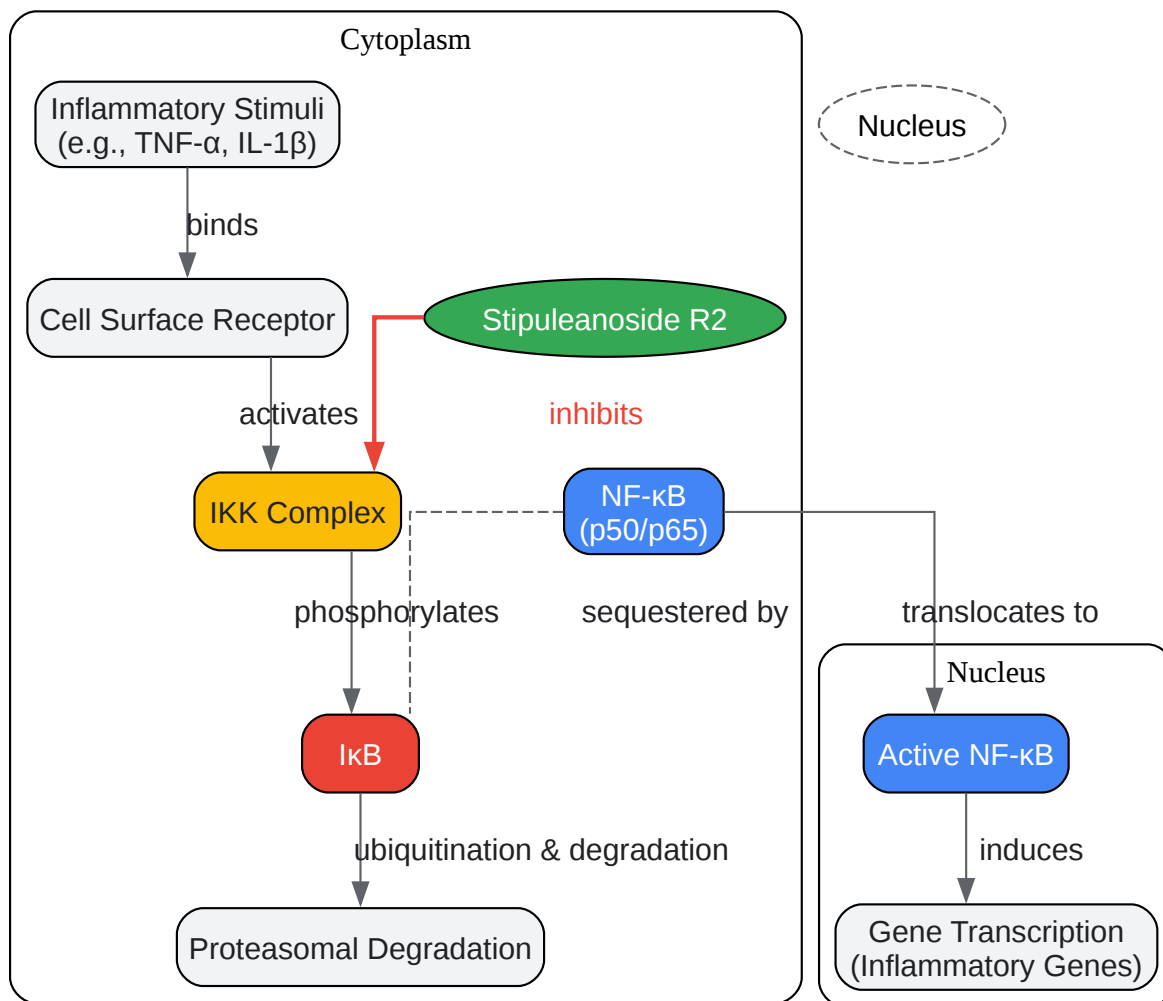 Cytoplasm
Inflammatory Stimuli
(e.g., TNF-α, IL-1β)
Nucleus
binds
Cell Surface Receptor
Stipuleanoside R2
activates
inhibits
IKK Complex
NF-κB
(p50/p65)
phosphorylates
sequestered by
translocates to
Nucleus
IκB
Active NF-κB
ubiquitination & degradation
induces
Proteasomal Degradation
Gene Transcription
(Inflammatory Genes)